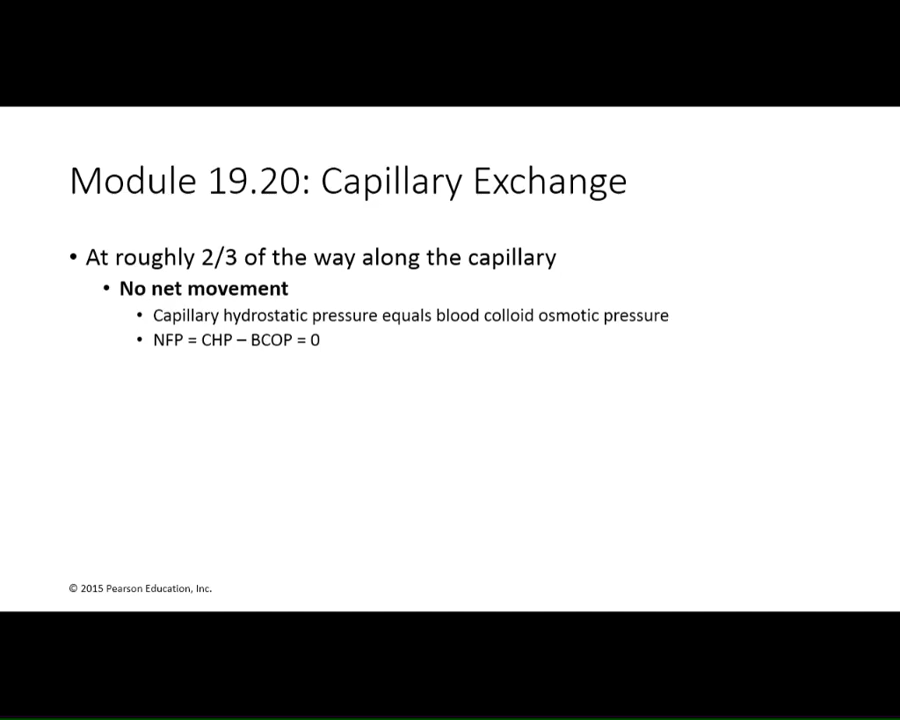 Module 19.20: Capillary Exchange
• At roughly 2/3 of the way along the capillary
• No net movement
• Capillary hydrostatic pressure equals blood colloid osmotic pressure
• NFP = CHP – BCOP = 0
© 2015 Pearson Education, Inc.